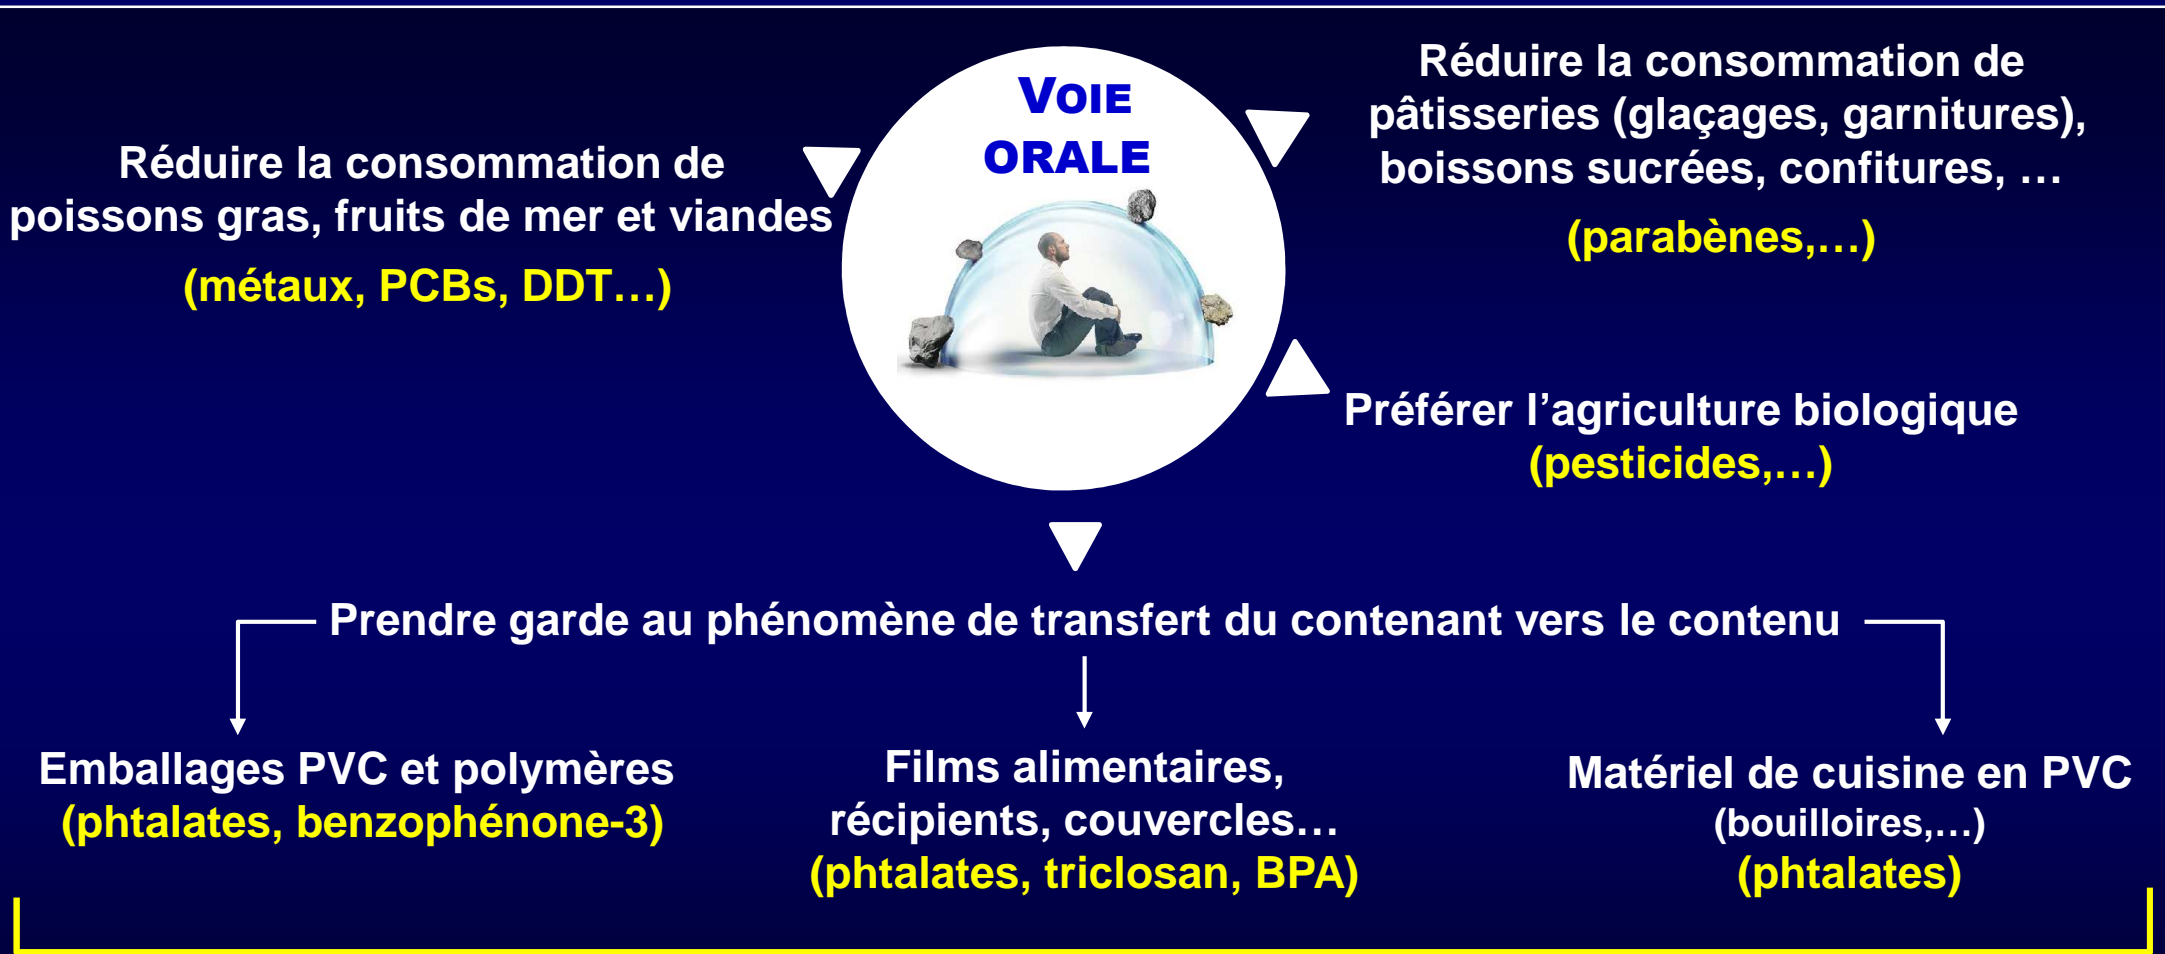 VOIE
ORALE
Réduire la consommation de
poissons gras, fruits de mer et viandes
(métaux, PCBs, DDT…)
Réduire la consommation de
pâtisseries (glaçages, garnitures),
boissons sucrées, confitures, …
(parabènes,…)
Préférer l’agriculture biologique
(pesticides,…)
Prendre garde au phénomène de transfert du contenant vers le contenu
Emballages PVC et polymères
(phtalates, benzophénone-3)
Films alimentaires,
récipients, couvercles…
(phtalates, triclosan, BPA)
Matériel de cuisine en PVC
(bouilloires,…)
(phtalates)